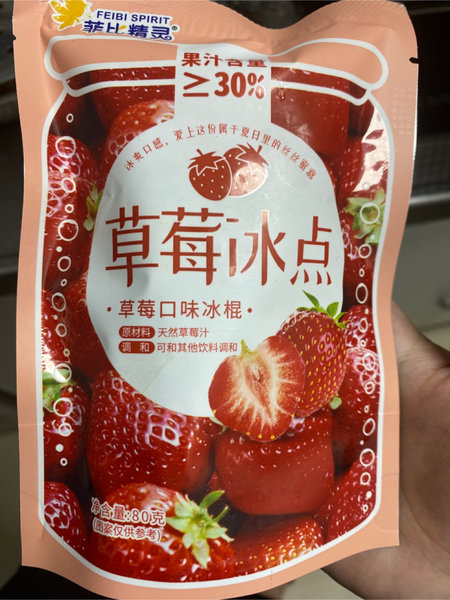 FEIBI SPIRIT
菲比精灵®
果汁含量
≥30%
冰爽口感，爱上这份属于夏日里的丝丝甜蜜
草莓冰点
·草莓口味冰棍·
原材料 天然草莓汁
调和 可和其他饮料调和
净含量:80克
(图案仅供参考)